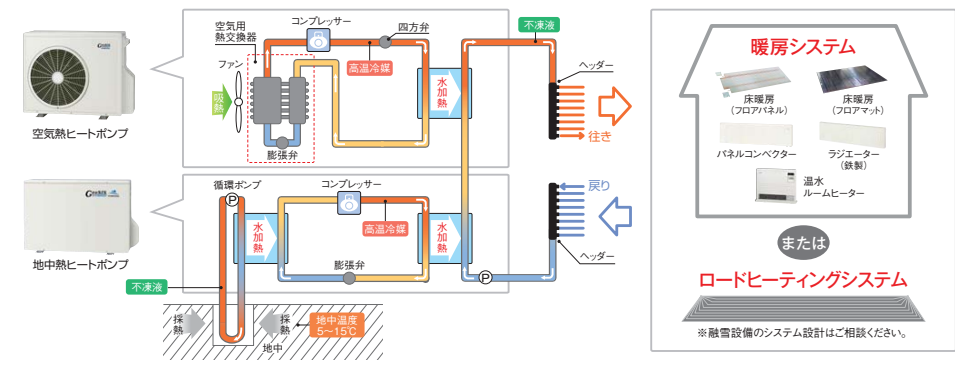 空気熱ヒートポンプ
空気用
熱交換器
ファン
吸熱
膨張弁
コンプレッサー
四方弁
高温冷媒
水加熱
不凍液
ヘッダー
往き
地中熱ヒートポンプ
循環ポンプ
P
水加熱
コンプレッサー
高温冷媒
膨張弁
水加熱
P
戻り
ヘッダー
不凍液
採熱
採熱
地中温度
5〜15℃
地中
暖房システム
床暖房
(フロアパネル)
床暖房
(フロアマット)
パネルコンベクター
ラジエーター
(鉄製)
温水
ルームヒーター
または
ロードヒーティングシステム
※融雪設備のシステム設計はご相談ください。